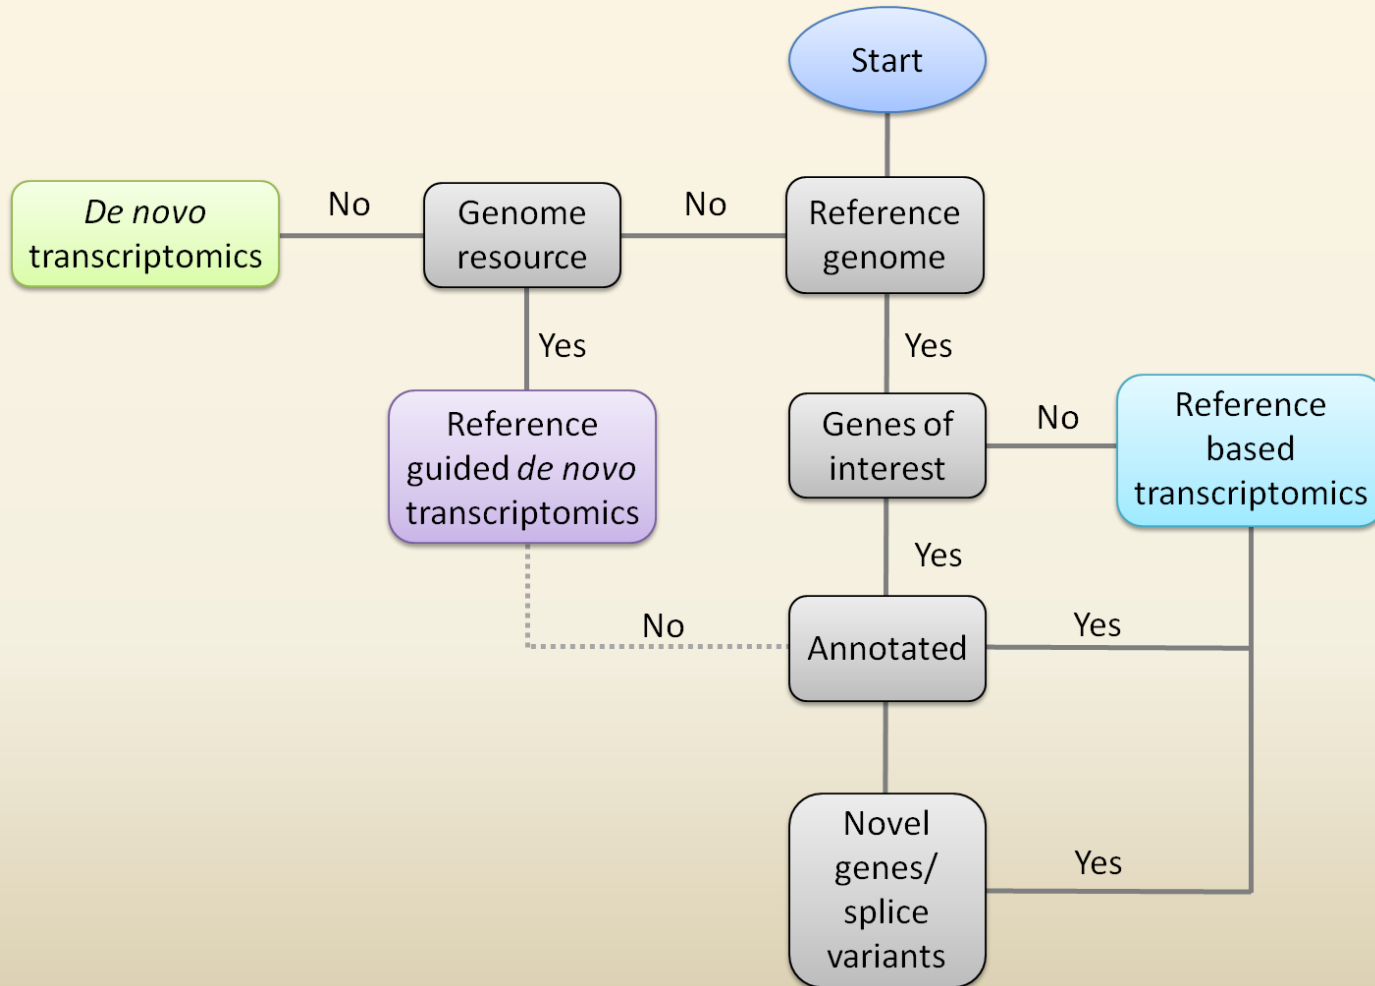 Start
De novo
transcriptomics
No
Genome
resource
No
Reference
genome
Yes
Yes
Reference
guided de novo
transcriptomics
Genes of
interest
No
Reference
based
transcriptomics
Yes
No
Annotated
Yes
Novel
genes/
splice
variants
Yes